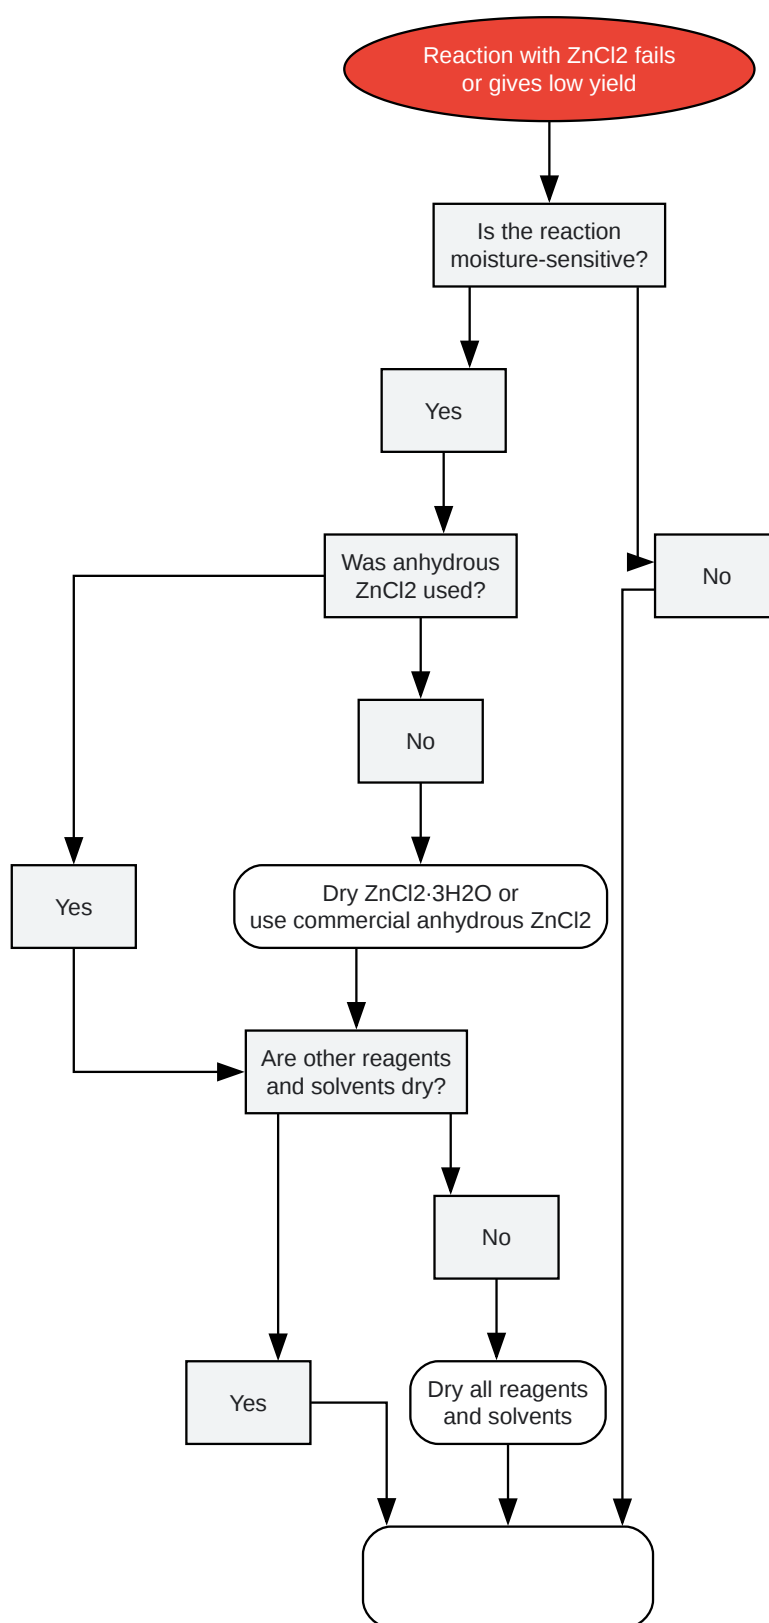 Reaction with ZnCl2 fails
or gives low yield
Is the reaction
moisture-sensitive?
Yes
Was anhydrous
ZnCl2 used?
No
No
Yes
Dry ZnCl2·3H2O or
use commercial anhydrous ZnCl2
Are other reagents
and solvents dry?
No
Yes
Dry all reagents
and solvents